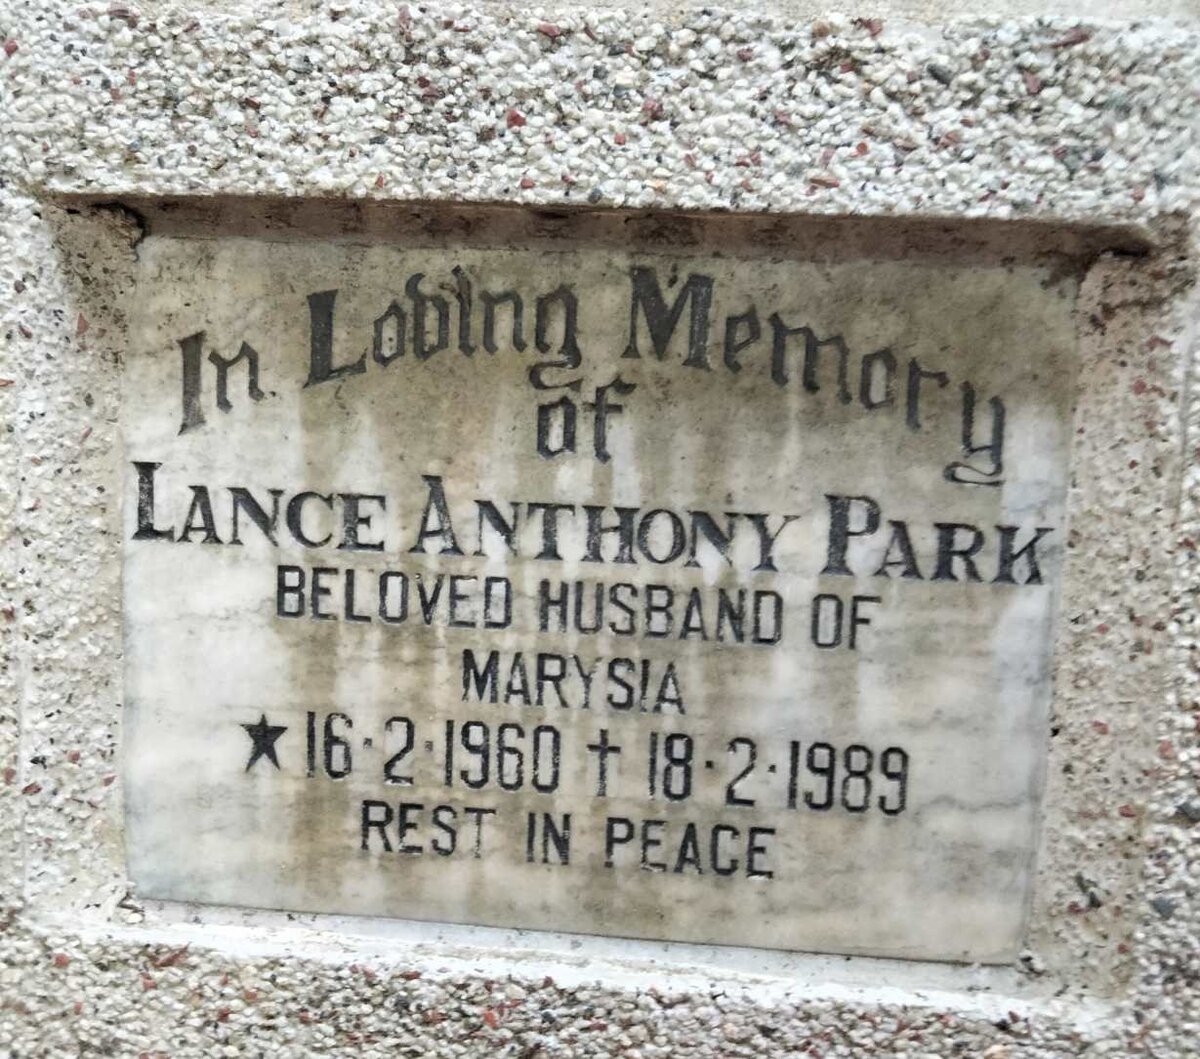 In Loving Memory
of
LANCE ANTHONY PARK
BELOVED HUSBAND OF
MARYSIA
★16·2·1960 † 18·2·1989
REST IN PEACE